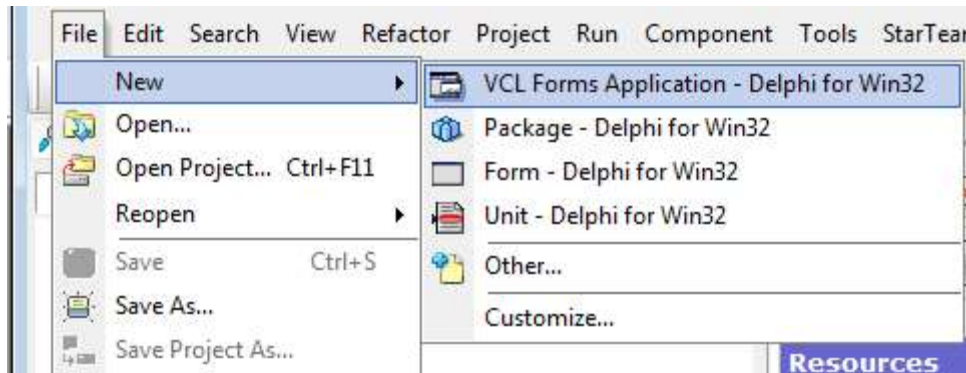 File Edit Search View Refactor Project Run Component Tools StarTear
New
Open...
Open Project... Ctrl+F11
Reopen
Save Ctrl+S
Save As...
Save Project As...
VCL Forms Application - Delphi for Win32
Package - Delphi for Win32
Form - Delphi for Win32
Unit - Delphi for Win32
Other...
Customize...
Resources